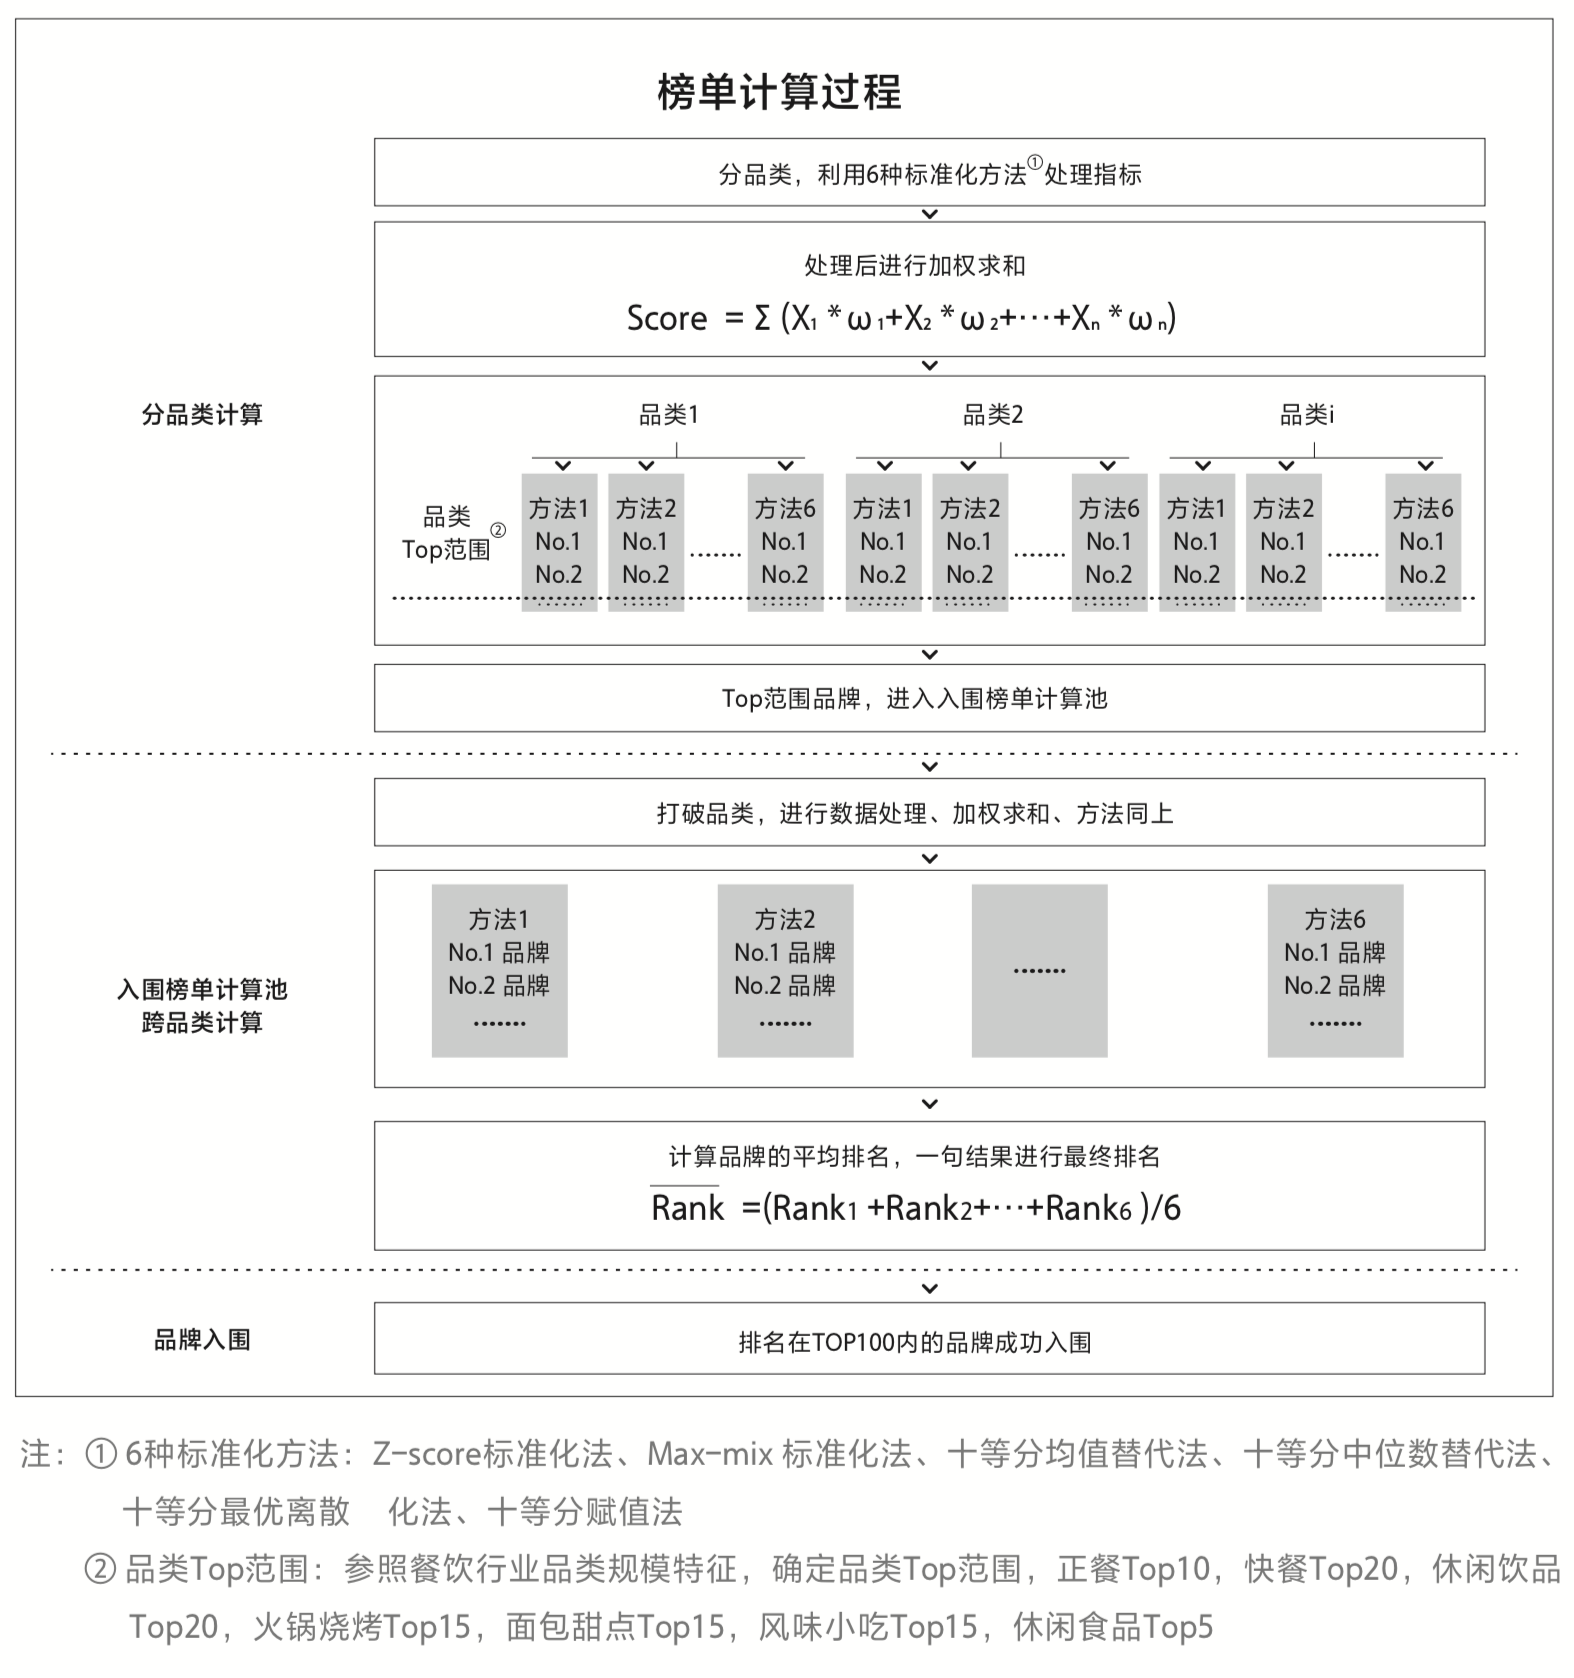 榜单计算过程
分品类，利用6种标准化方法①处理指标
处理后进行加权求和
Score = Σ (X₁ * ω₁+X₂ * ω₂+···+Xₙ * ωₙ)
分品类计算
品类1 品类2 品类i
品类
Top范围②
方法1 方法2 方法6 方法1 方法2 方法6 方法1 方法2 方法6
No.1 No.1 ······· No.1 No.1 No.1 ······· No.1 No.1 No.1 ······· No.1
No.2 No.2 No.2 No.2 No.2 No.2 No.2 No.2 No.2
Top范围品牌，进入入围榜单计算池
打破品类，进行数据处理、加权求和、方法同上
入围榜单计算池
跨品类计算
方法1 方法2 方法6
No.1 品牌 No.1 品牌 ······· No.1 品牌
No.2 品牌 No.2 品牌 No.2 品牌
······· ······· ·······
计算品牌的平均排名，一句结果进行最终排名
Rank =(Rank1 +Rank2+···+Rank6 )/6
品牌入围
排名在TOP100内的品牌成功入围
注：① 6种标准化方法：Z-score标准化法、Max-mix 标准化法、十等分均值替代法、十等分中位数替代法、
十等分最优离散 化法、十等分赋值法
② 品类Top范围：参照餐饮行业品类规模特征，确定品类Top范围，正餐Top10，快餐Top20，休闲饮品
Top20，火锅烧烤Top15，面包甜点Top15，风味小吃Top15，休闲食品Top5